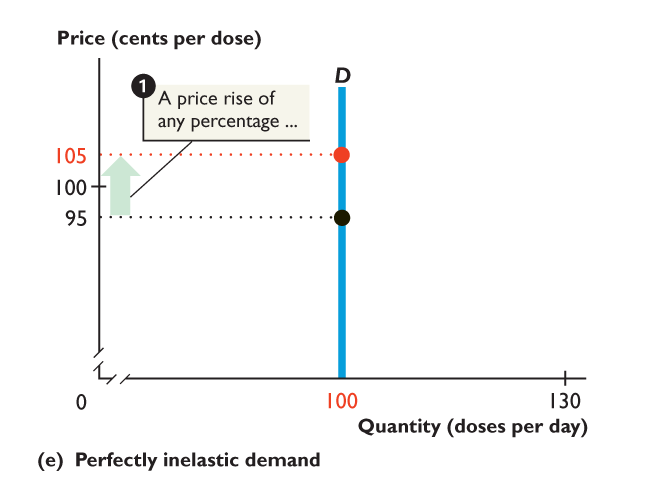 Price (cents per dose)
D
1
A price rise of
any percentage ...
105
100
95
0
100
130
Quantity (doses per day)
(e) Perfectly inelastic demand